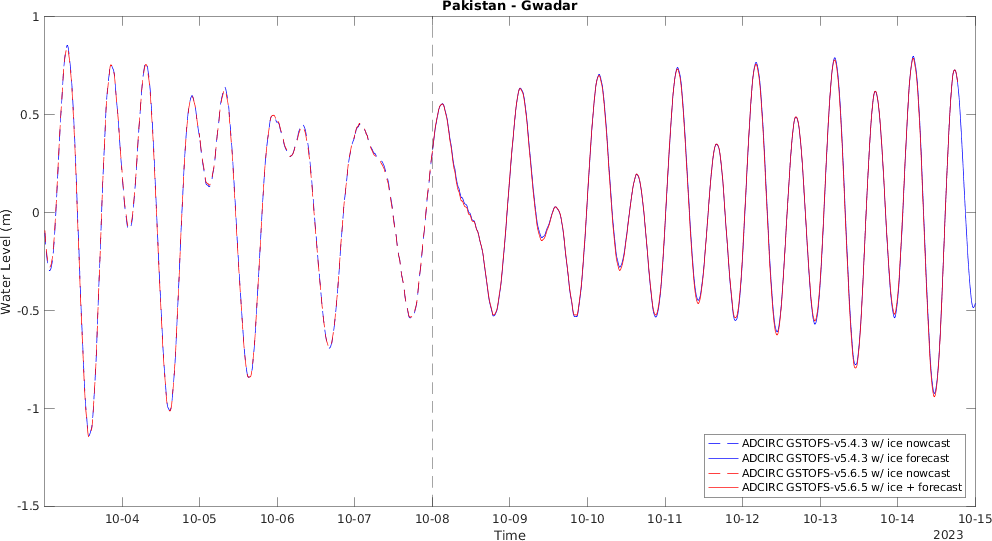 Pakistan - Gwadar
1
0.5
0
-0.5
-1
-1.5
Water Level (m)
10-04 10-05 10-06 10-07 10-08 10-09 10-10 10-11 10-12 10-13 10-14 10-15
Time
2023
ADCIRC GSTOFS-v5.4.3 w/ ice nowcast
ADCIRC GSTOFS-v5.4.3 w/ ice forecast
ADCIRC GSTOFS-v5.6.5 w/ ice nowcast
ADCIRC GSTOFS-v5.6.5 w/ ice + forecast